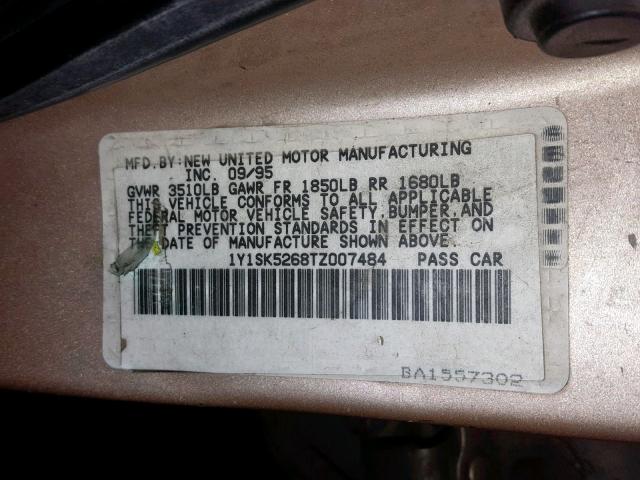 MFD.BY:NEW UNITED MOTOR MANUFACTURING
INC. 09/95
GVWR 3510LB GAWR FR 1850LB RR 1680LB
THIS VEHICLE CONFORMS TO ALL APPLICABLE
FEDERAL MOTOR VEHICLE SAFETY,BUMPER,AND
THEFT PREVENTION STANDARDS IN EFFECT ON
THE DATE OF MANUFACTURE SHOWN ABOVE.
1Y1SK5268TZ007484 PASS CAR
BA1557302